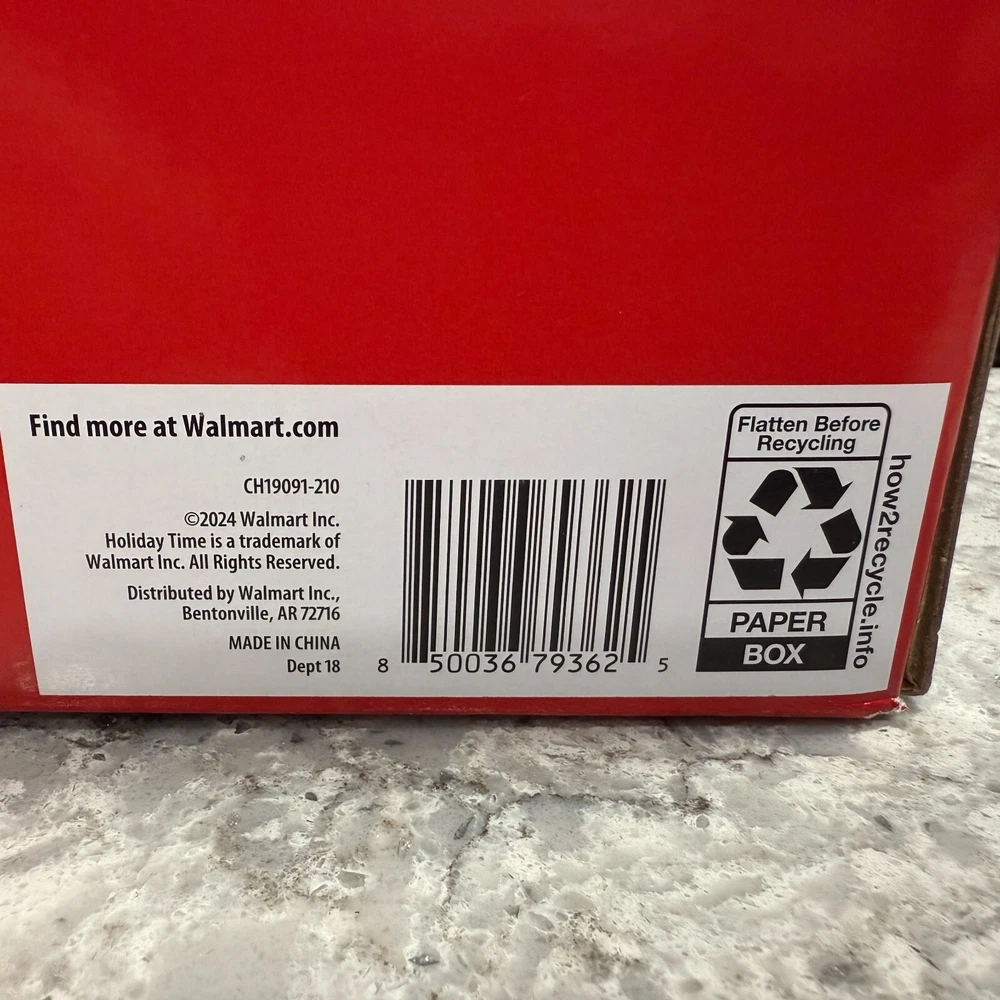 Find more at Walmart.com
CH19091-210
©2024 Walmart Inc.
Holiday Time is a trademark of
Walmart Inc. All Rights Reserved.
Distributed by Walmart Inc.,
Bentonville, AR 72716
MADE IN CHINA
Dept 18
8 50036 79362 5
Flatten Before
Recycling
PAPER
BOX
how2recycle.info